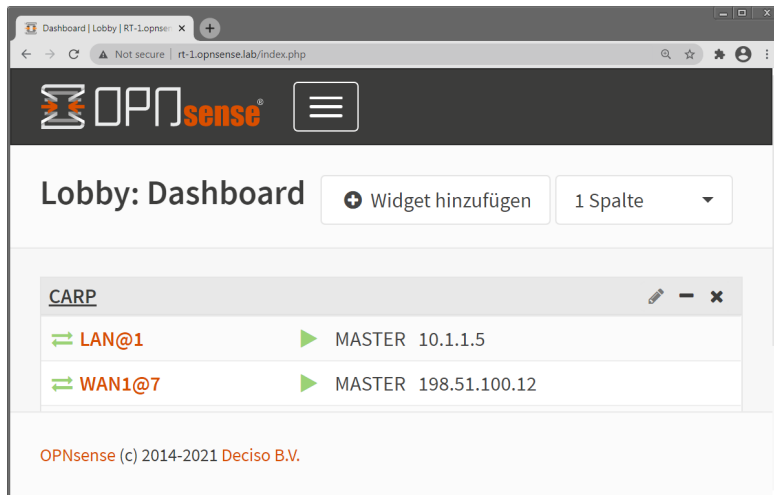 Dashboard | Lobby | RT-1.opnsen
Not secure | rt-1.opnsense.lab/index.php
OPNsense®
Lobby: Dashboard
Widget hinzufügen
1 Spalte
CARP
LAN@1 MASTER 10.1.1.5
WAN1@7 MASTER 198.51.100.12
OPNsense (c) 2014-2021 Deciso B.V.